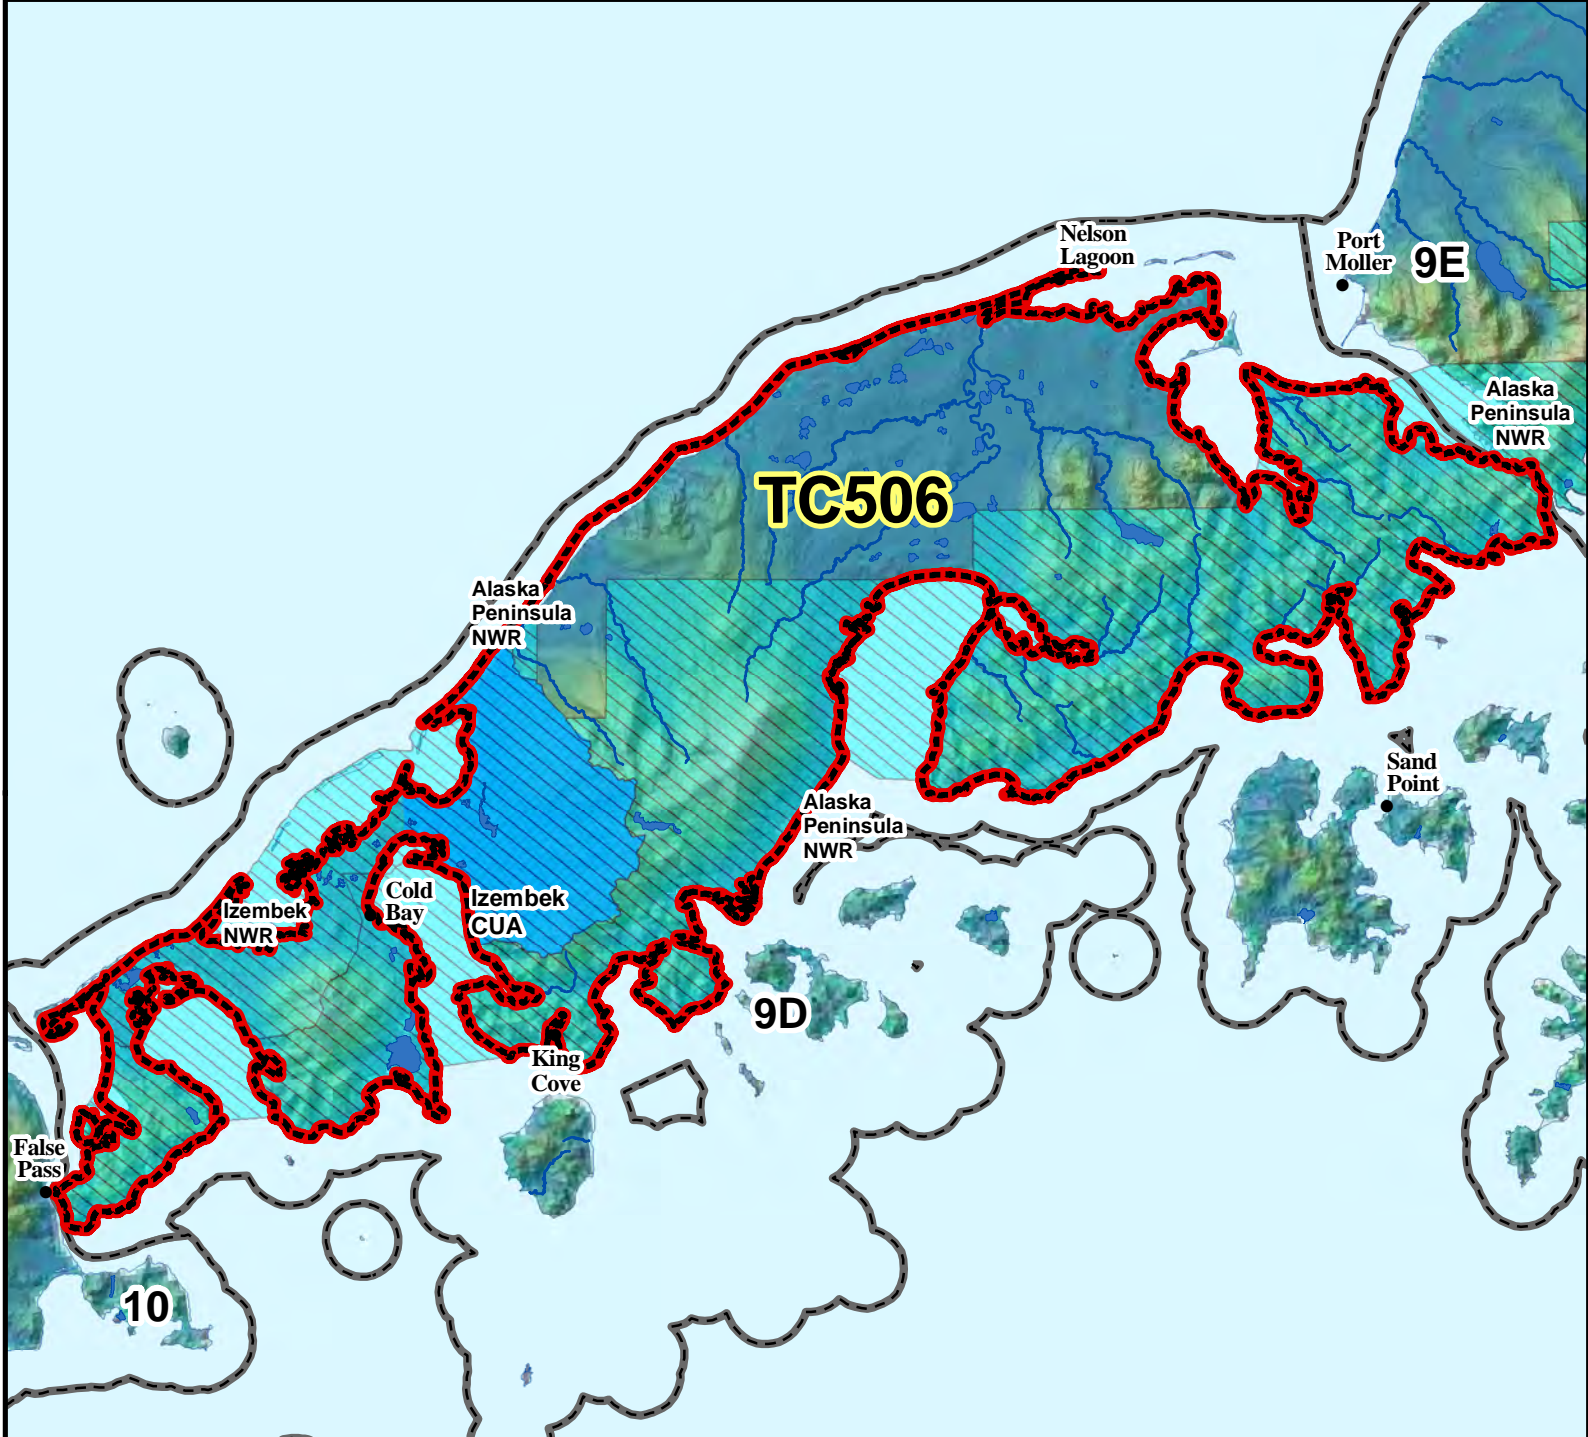 Nelson
Lagoon
Port
Moller
9E
Alaska
Peninsula
NWR
TC506
Alaska
Peninsula
NWR
Sand
Point
Alaska
Peninsula
NWR
Cold
Bay
Izembek
CUA
Izembek
NWR
9D
King
Cove
False
Pass
10